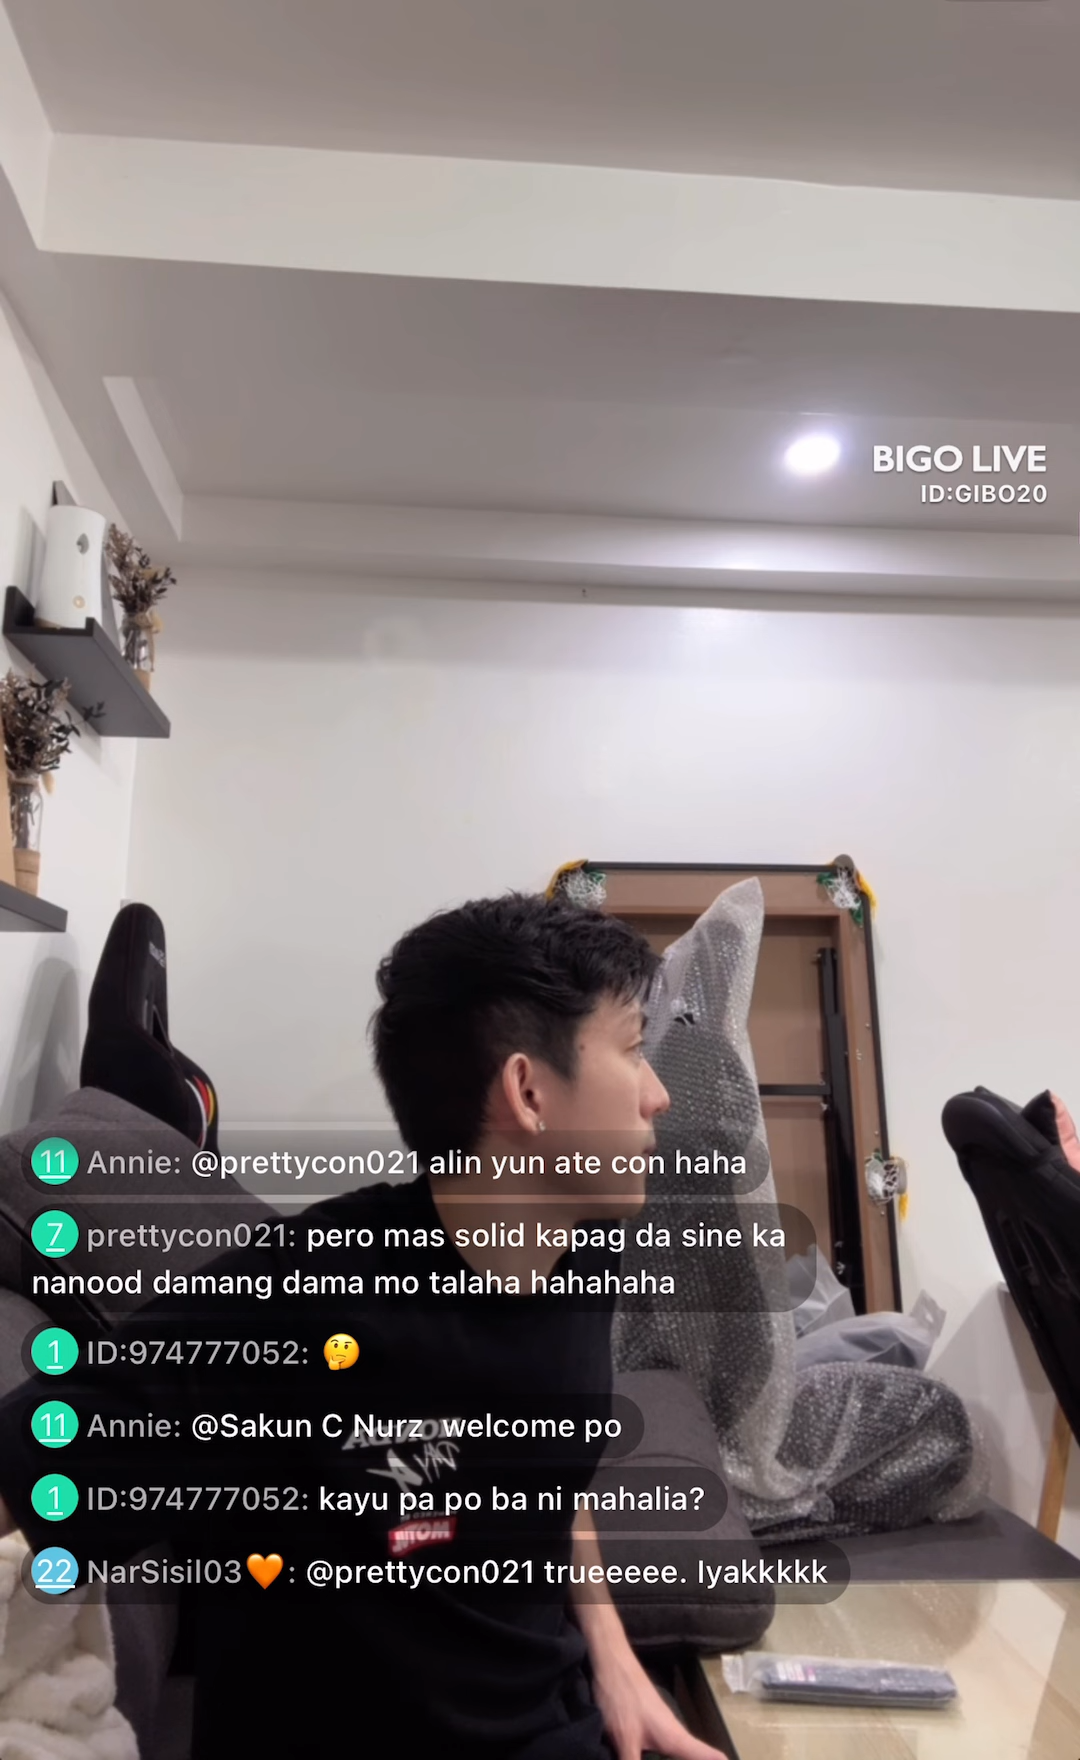 BIGO LIVE
ID:GIBO20
11 Annie: @prettycon021 alin yun ate con haha
7 prettycon021: pero mas solid kapag da sine ka
nanood damang dama mo talaha hahahaha
1 ID:974777052: 🤔
11 Annie: @Sakun C Nurz welcome po
1 ID:974777052: kayu pa po ba ni mahalia?
22 NarSisil03🧡: @prettycon021 trueeeee. Iyakkkkk